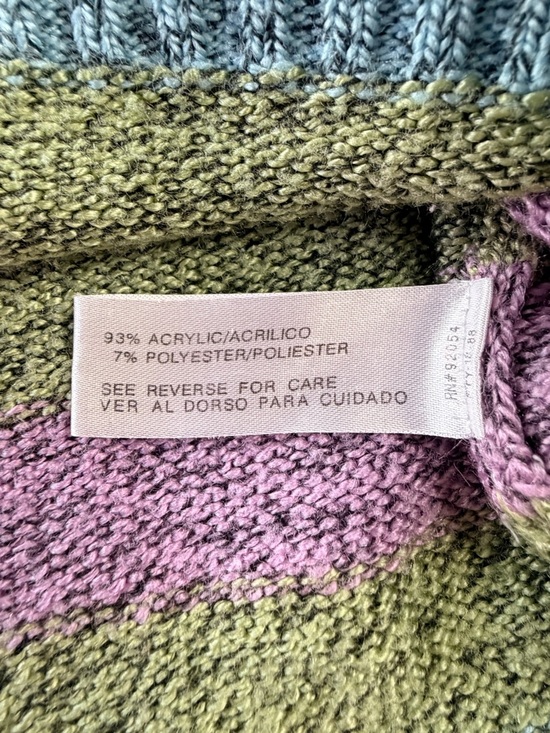 93% ACRYLIC/ACRILICO
7% POLYESTER/POLIESTER
SEE REVERSE FOR CARE
VER AL DORSO PARA CUIDADO
RN#92054